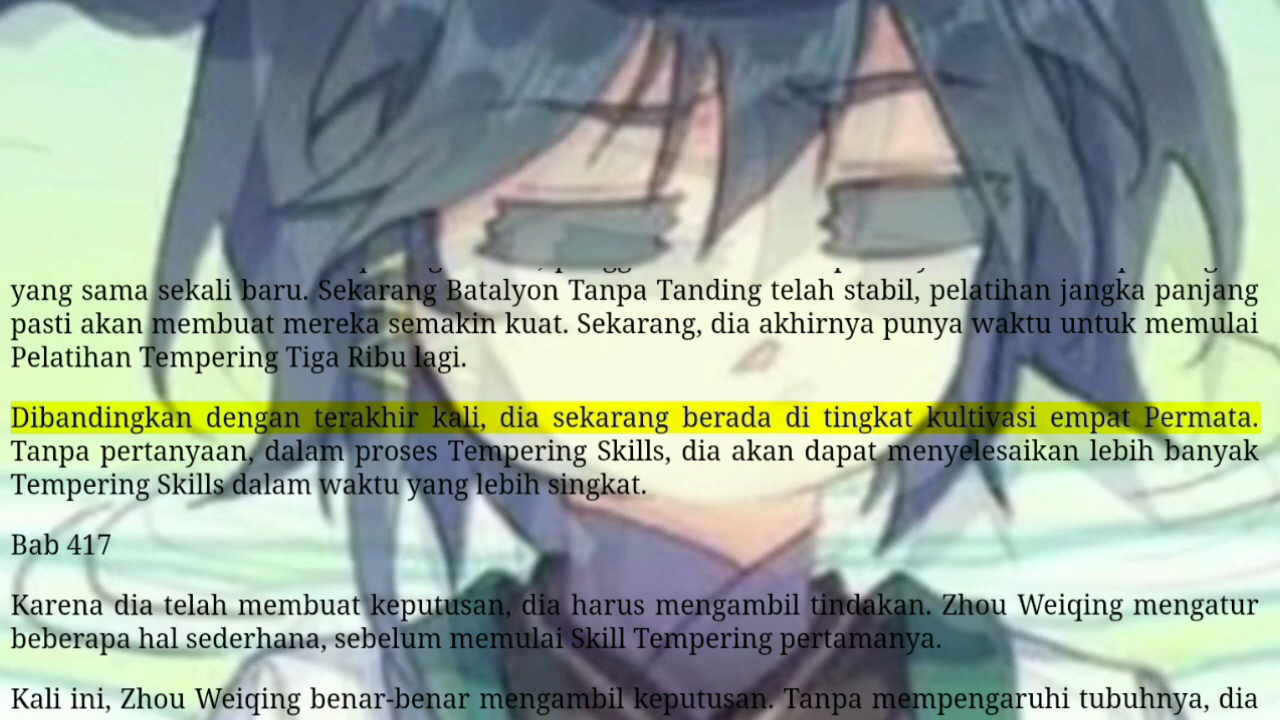 yang sama sekali baru. Sekarang Batalyon Tanpa Tanding telah stabil, pelatihan jangka panjang
pasti akan membuat mereka semakin kuat. Sekarang, dia akhirnya punya waktu untuk memulai
Pelatihan Tempering Tiga Ribu lagi.
Dibandingkan dengan terakhir kali, dia sekarang berada di tingkat kultivasi empat Permata.
Tanpa pertanyaan, dalam proses Tempering Skills, dia akan dapat menyelesaikan lebih banyak
Tempering Skills dalam waktu yang lebih singkat.
Bab 417
Karena dia telah membuat keputusan, dia harus mengambil tindakan. Zhou Weiqing mengatur
beberapa hal sederhana, sebelum memulai Skill Tempering pertamanya.
Kali ini, Zhou Weiqing benar-benar mengambil keputusan. Tanpa mempengaruhi tubuhnya, dia